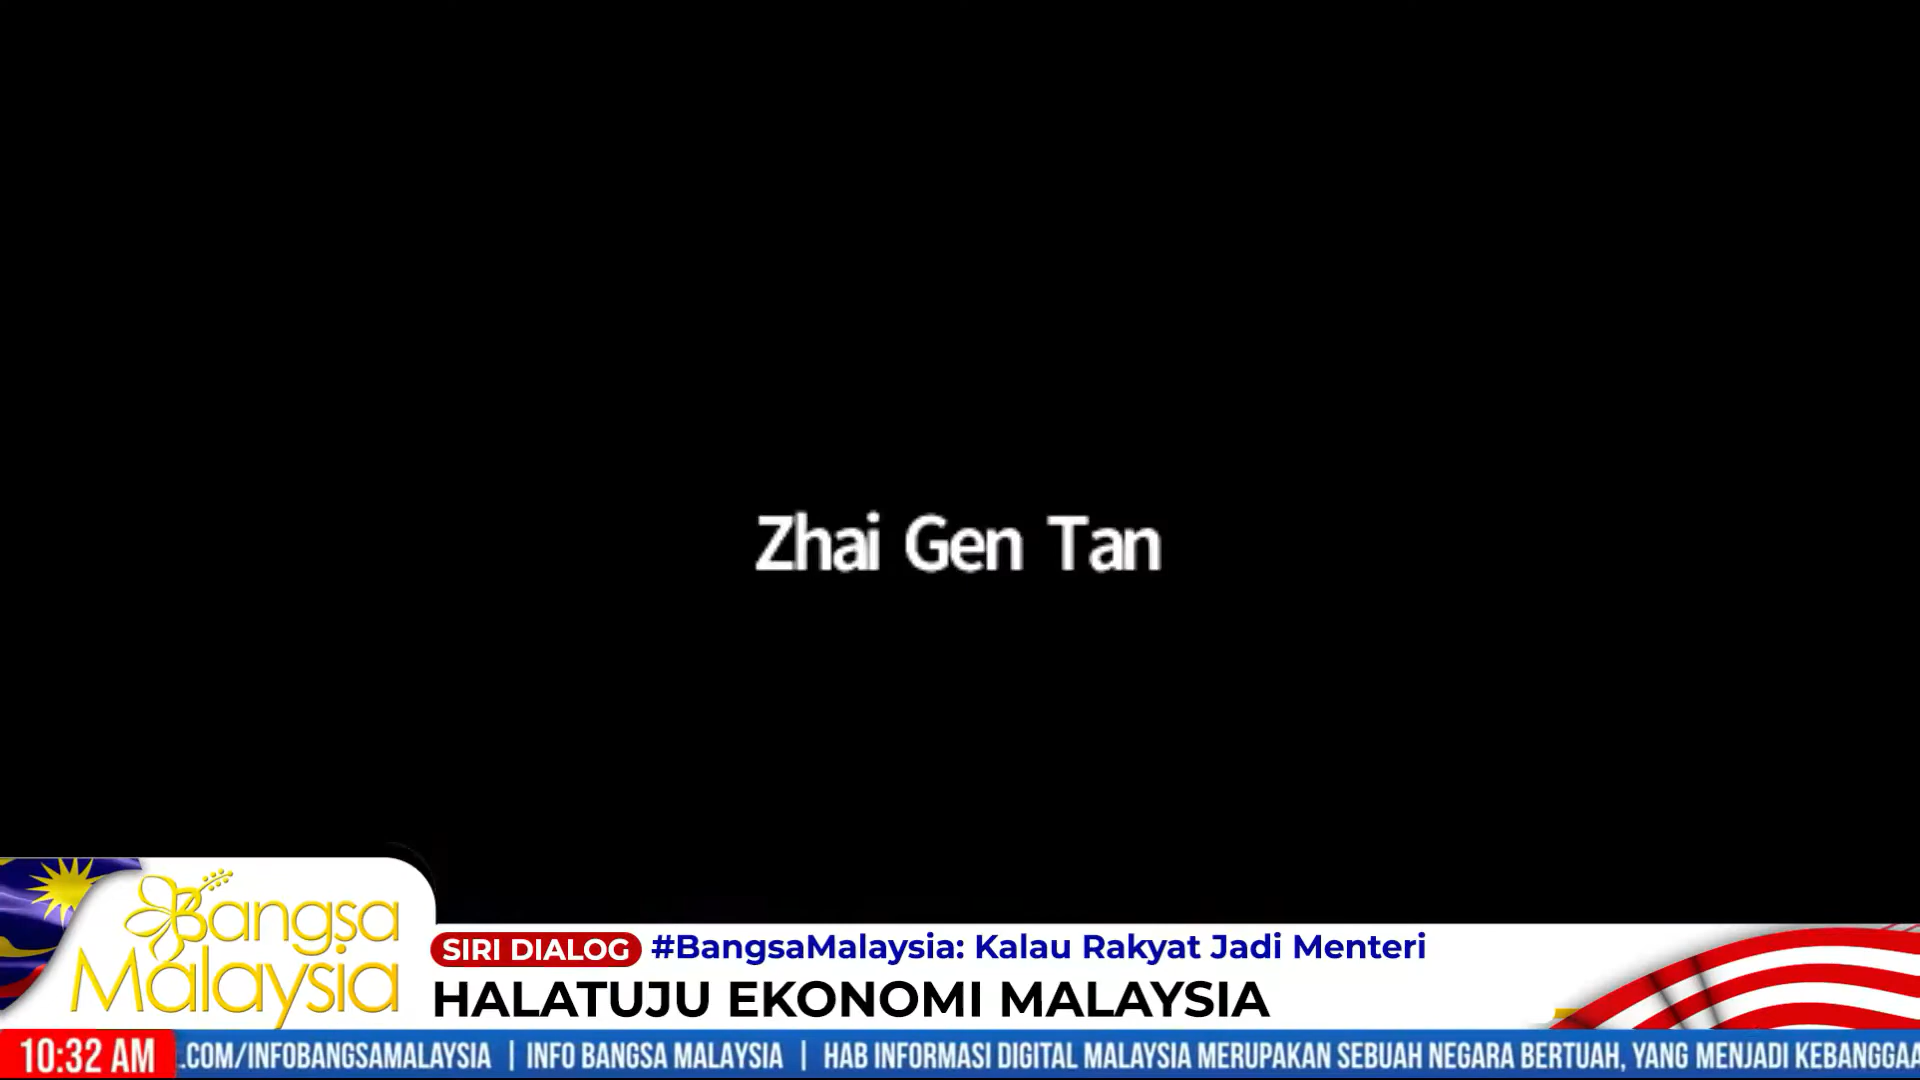 Zhai Gen Tan
Bangsa
Malaysia
SIRI DIALOG #BangsaMalaysia: Kalau Rakyat Jadi Menteri
HALATUJU EKONOMI MALAYSIA
10:32 AM .COM/INFOBANGSAMALAYSIA | INFO BANGSA MALAYSIA | HAB INFORMASI DIGITAL MALAYSIA MERUPAKAN SEBUAH NEGARA BERTUAH, YANG MENJADI KEBANGGAA